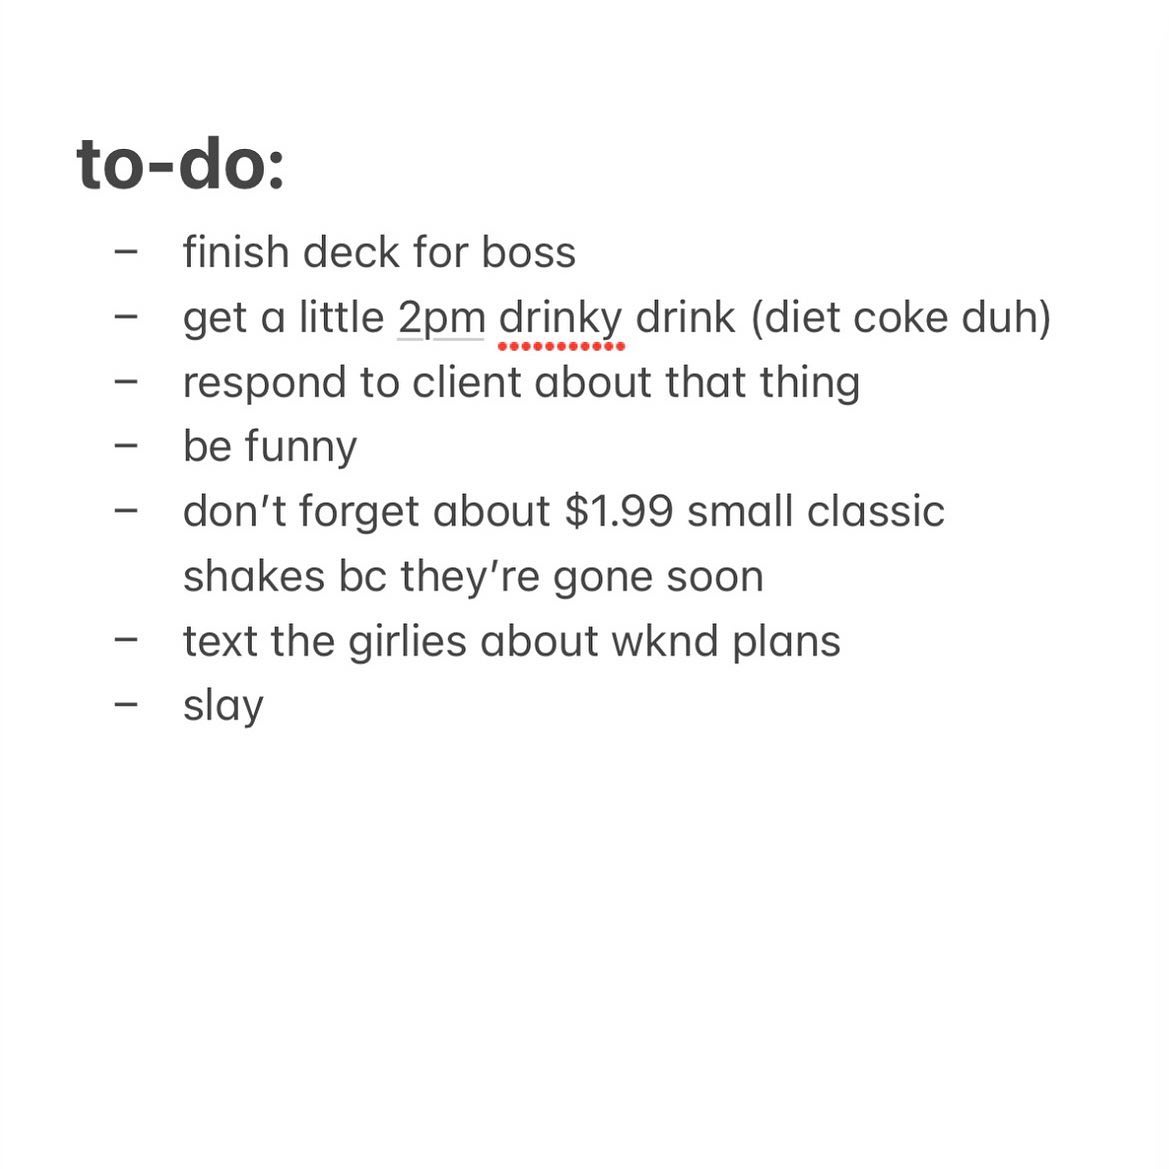 to-do:
– finish deck for boss
– get a little 2pm drinky drink (diet coke duh)
– respond to client about that thing
– be funny
– don’t forget about $1.99 small classic
shakes bc they’re gone soon
– text the girlies about wknd plans
– slay